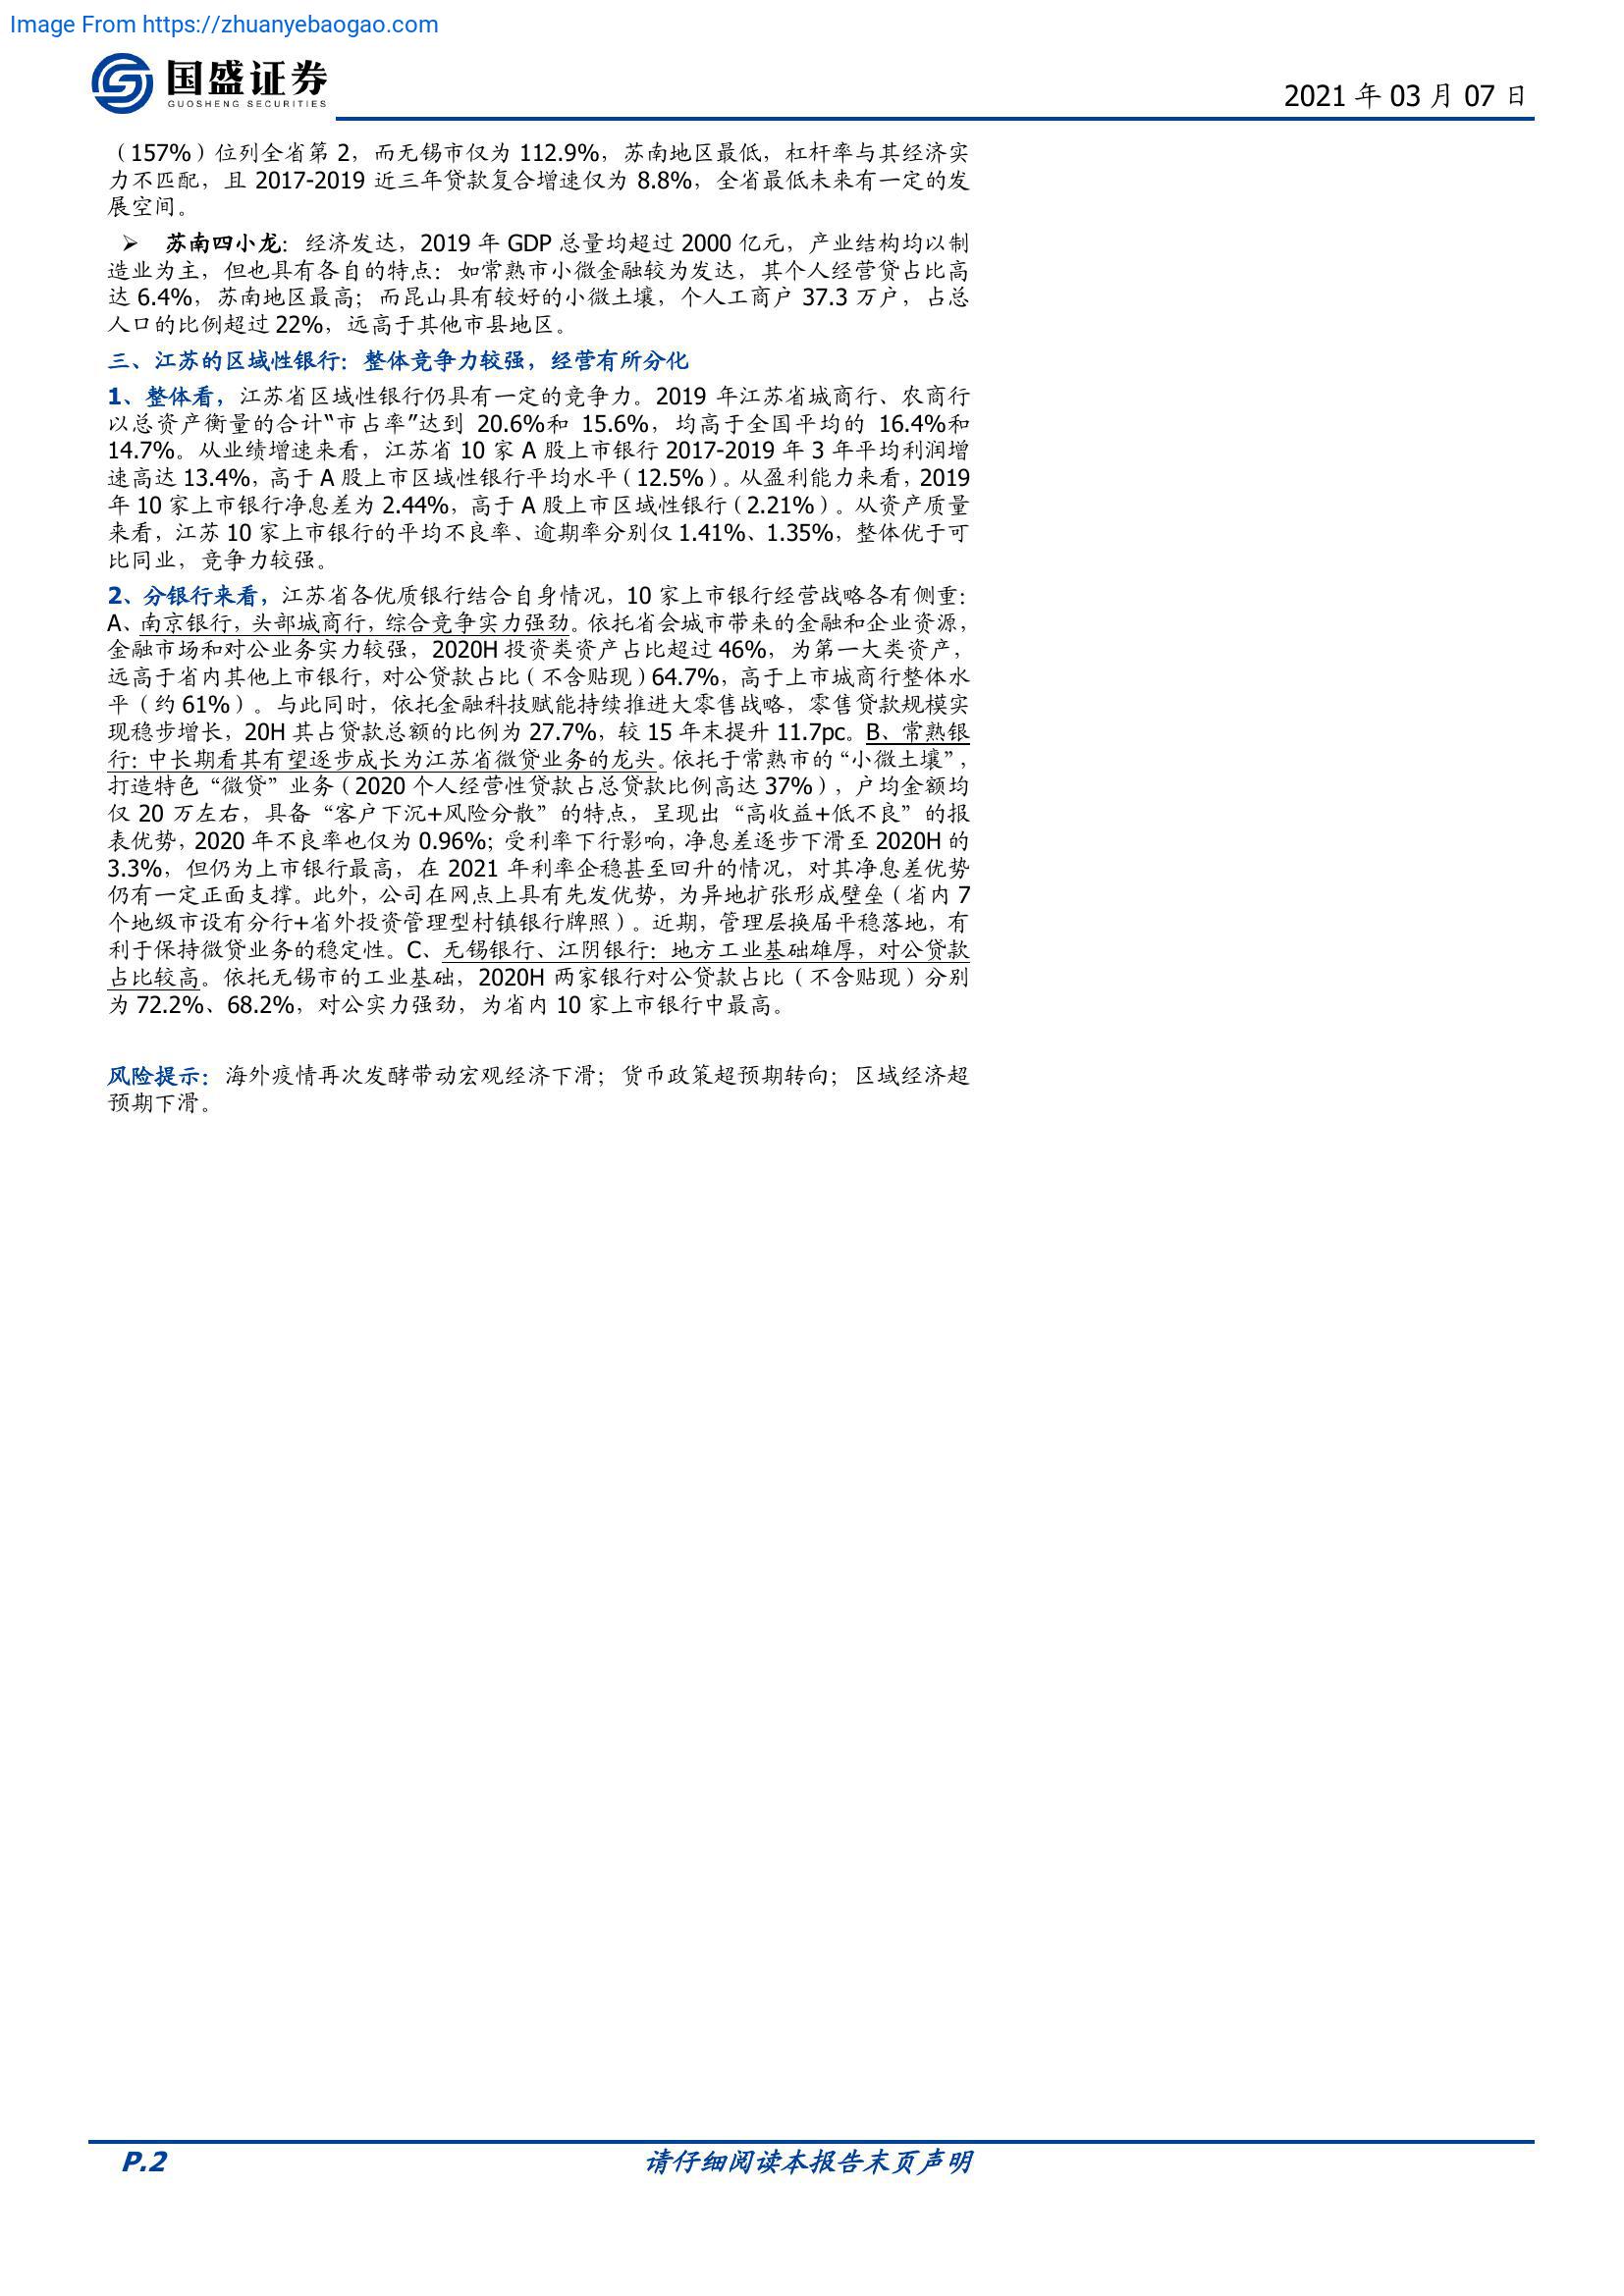 Image From https://zhuanyebaogao.com
国盛证券
GUOSHENG SECURITIES
2021 年 03 月 07 日
（157%）位列全省第 2，而无锡市仅为 112.9%，苏南地区最低，杠杆率与其经济实
力不匹配，且 2017-2019 近三年贷款复合增速仅为 8.8%，全省最低未来有一定的发
展空间。
➢ 苏南四小龙：经济发达，2019 年 GDP 总量均超过 2000 亿元，产业结构均以制
造业为主，但也具有各自的特点：如常熟市小微金融较为发达，其个人经营贷占比高
达 6.4%，苏南地区最高；而昆山具有较好的小微土壤，个人工商户 37.3 万户，占总
人口的比例超过 22%，远高于其他市县地区。
三、江苏的区域性银行：整体竞争力较强，经营有所分化
1、整体看，江苏省区域性银行仍具有一定的竞争力。2019 年江苏省城商行、农商行
以总资产衡量的合计“市占率”达到 20.6%和 15.6%，均高于全国平均的 16.4%和
14.7%。从业绩增速来看，江苏省 10 家 A 股上市银行 2017-2019 年 3 年平均利润增
速高达 13.4%，高于 A 股上市区域性银行平均水平（12.5%）。从盈利能力来看，2019
年 10 家上市银行净息差为 2.44%，高于 A 股上市区域性银行（2.21%）。从资产质量
来看，江苏 10 家上市银行的平均不良率、逾期率分别仅 1.41%、1.35%，整体优于可
比同业，竞争力较强。
2、分银行来看，江苏省各优质银行结合自身情况，10 家上市银行经营战略各有侧重：
A、南京银行，头部城商行，综合竞争实力强劲。依托省会城市带来的金融和企业资源，
金融市场和对公业务实力较强，2020H 投资类资产占比超过 46%，为第一大类资产，
远高于省内其他上市银行，对公贷款占比（不含贴现）64.7%，高于上市城商行整体水
平（约 61%）。与此同时，依托金融科技赋能持续推进大零售战略，零售贷款规模实
现稳步增长，20H 其占贷款总额的比例为 27.7%，较 15 年末提升 11.7pc。B、常熟银
行：中长期看其有望逐步成长为江苏省微贷业务的龙头。依托于常熟市的“小微土壤”，
打造特色“微贷”业务（2020 个人经营性贷款占总贷款比例高达 37%），户均金额均
仅 20 万左右，具备“客户下沉+风险分散”的特点，呈现出“高收益+低不良”的报
表优势，2020 年不良率也仅为 0.96%；受利率下行影响，净息差逐步下滑至 2020H 的
3.3%，但仍为上市银行最高，在 2021 年利率企稳甚至回升的情况，对其净息差优势
仍有一定正面支撑。此外，公司在网点上具有先发优势，为异地扩张形成壁垒（省内 7
个地级市设有分行+省外投资管理型村镇银行牌照）。近期，管理层换届平稳落地，有
利于保持微贷业务的稳定性。C、无锡银行、江阴银行：地方工业基础雄厚，对公贷款
占比较高。依托无锡市的工业基础，2020H 两家银行对公贷款占比（不含贴现）分别
为 72.2%、68.2%，对公实力强劲，为省内 10 家上市银行中最高。
风险提示：海外疫情再次发酵带动宏观经济下滑；货币政策超预期转向；区域经济超
预期下滑。
P.2
请仔细阅读本报告末页声明